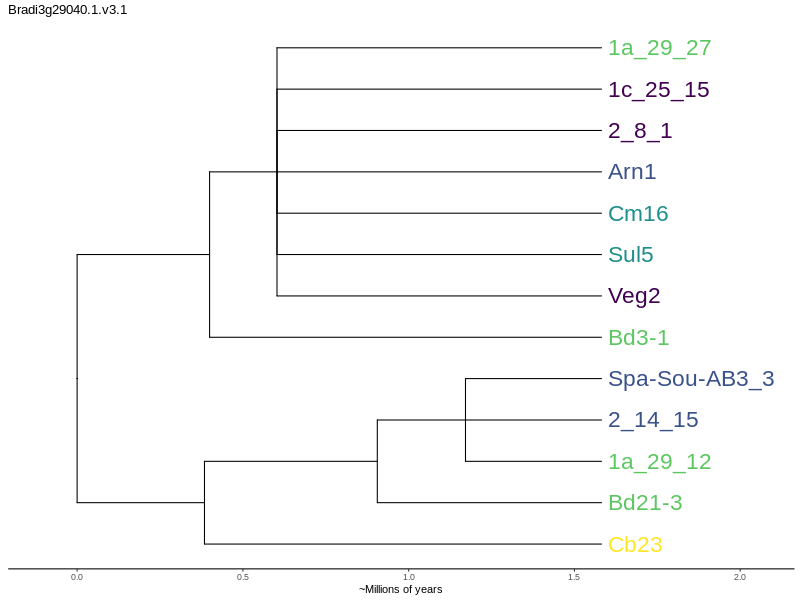 Bradi3g29040.1.v3.1
1a_29_27
1c_25_15
2_8_1
Arn1
Cm16
Sul5
Veg2
Bd3-1
Spa-Sou-AB3_3
2_14_15
1a_29_12
Bd21-3
Cb23
0.0 0.5 1.0 1.5 2.0
~Millions of years